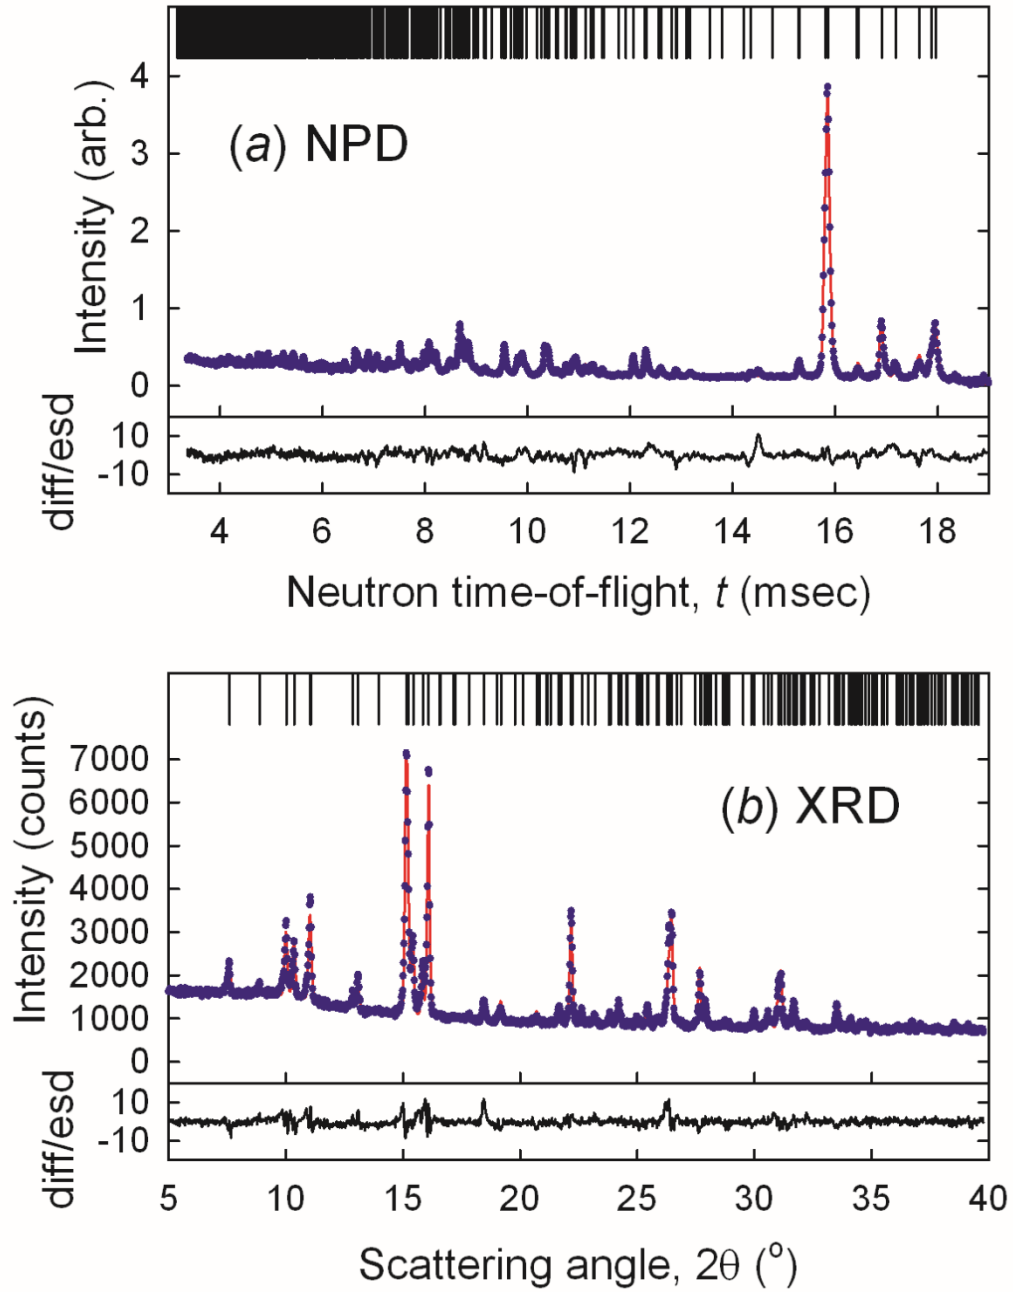 4
(a) NPD
3
2
1
0
Intensity (arb.)
10
-10
diff/esd
4 6 8 10 12 14 16 18
Neutron time-of-flight, t (msec)
7000
6000
(b) XRD
5000
4000
3000
2000
1000
0
Intensity (counts)
10
-10
diff/esd
5 10 15 20 25 30 35 40
Scattering angle, 2θ (o)